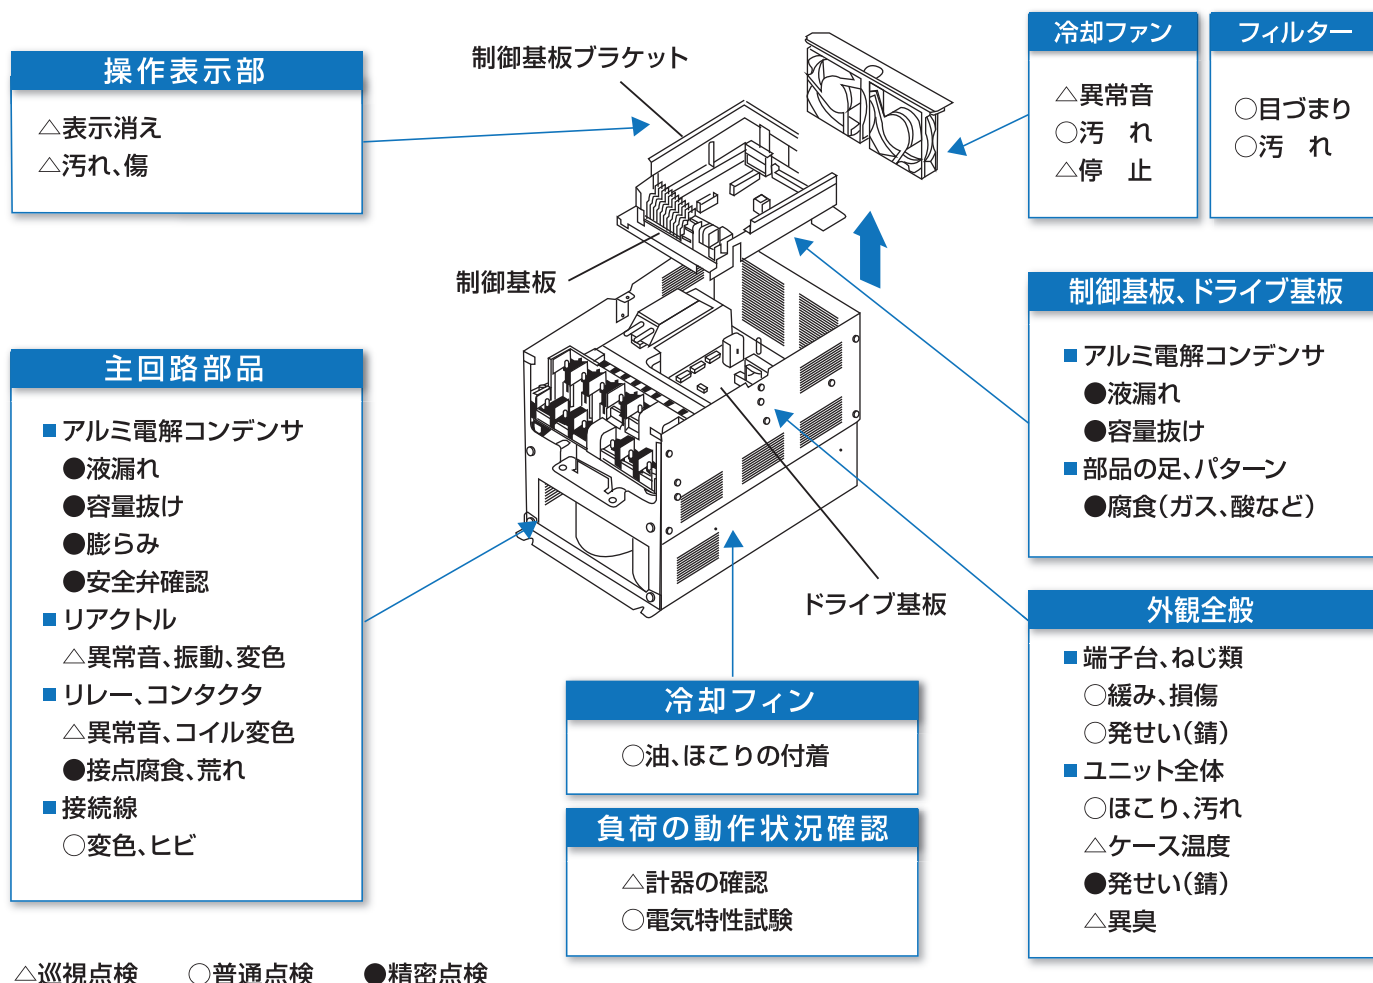 操作表示部
△表示消え
△汚れ、傷
制御基板ブラケット
冷却ファン
△異常音
○汚　れ
△停　止
フィルター
○目づまり
○汚　れ
制御基板
制御基板、ドライブ基板
■アルミ電解コンデンサ
●液漏れ
●容量抜け
■部品の足、パターン
●腐食(ガス、酸など)
主回路部品
■アルミ電解コンデンサ
●液漏れ
●容量抜け
●膨らみ
●安全弁確認
■リアクトル
△異常音、振動、変色
■リレー、コンタクタ
△異常音、コイル変色
●接点腐食、荒れ
■接続線
○変色、ヒビ
ドライブ基板
外観全般
■端子台、ねじ類
○緩み、損傷
○発せい(錆)
■ユニット全体
○ほこり、汚れ
△ケース温度
●発せい(錆)
△異臭
冷却フィン
○油、ほこりの付着
負荷の動作状況確認
△計器の確認
○電気特性試験
△巡視点検　○普通点検　●精密点検